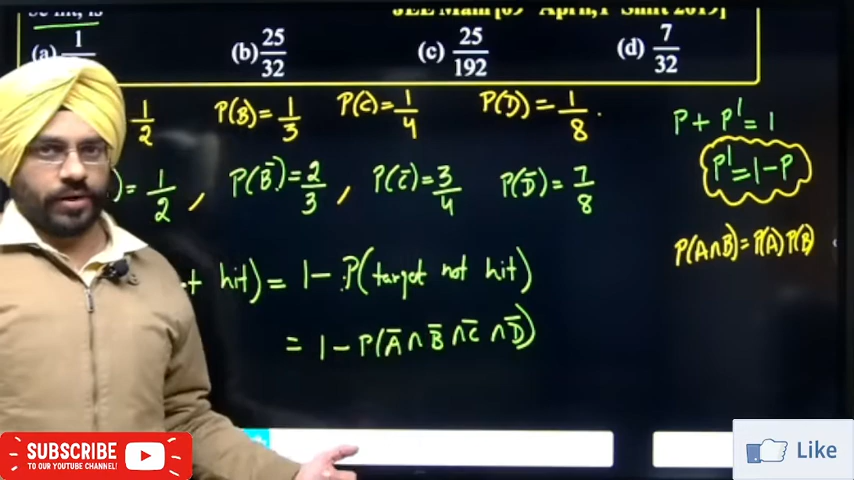 JEE Main [09 April, I Shift 2019]
(a) 1 (b) 25/32 (c) 25/192 (d) 7/32
1/2 P(B)=1/3 P(C)=1/4 P(D)=1/8.
P + P' = 1
)=1/2, P(B̄)=2/3, P(C̄)=3/4 P(D̄)=7/8
P'=1-P
P(A∩B)=P(A)P(B)
t hit) = 1 - P(target not hit)
= 1 - P(Ā ∩ B̄ ∩ C̄ ∩ D̄)
SUBSCRIBE
TO OUR YOUTUBE CHANNEL!
Like